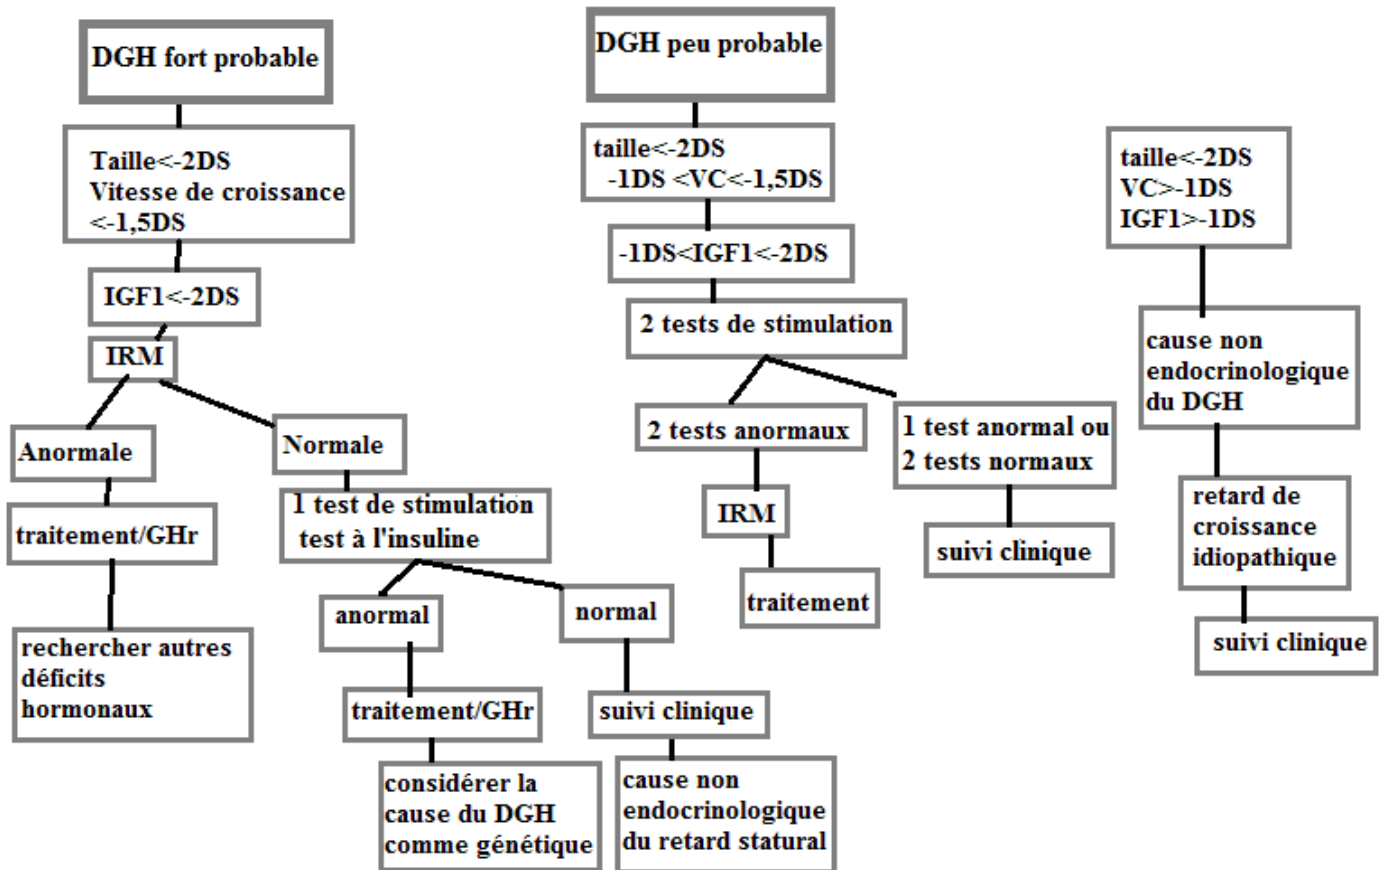 DGH fort probable
Taille<-2DS
Vitesse de croissance
<-1,5DS
IGF1<-2DS
IRM
Anormale
traitement/GHr
rechercher autres
déficits
hormonaux
Normale
1 test de stimulation
test à l'insuline
anormal
traitement/GHr
considérer la
cause du DGH
comme génétique
normal
suivi clinique
cause non
endocrinologique
du retard statural
DGH peu probable
taille<-2DS
-1DS <VC<-1,5DS
-1DS<IGF1<-2DS
2 tests de stimulation
2 tests anormaux
IRM
traitement
1 test anormal ou
2 tests normaux
suivi clinique
taille<-2DS
VC>-1DS
IGF1>-1DS
cause non
endocrinologique
du DGH
retard de
croissance
idiopathique
suivi clinique